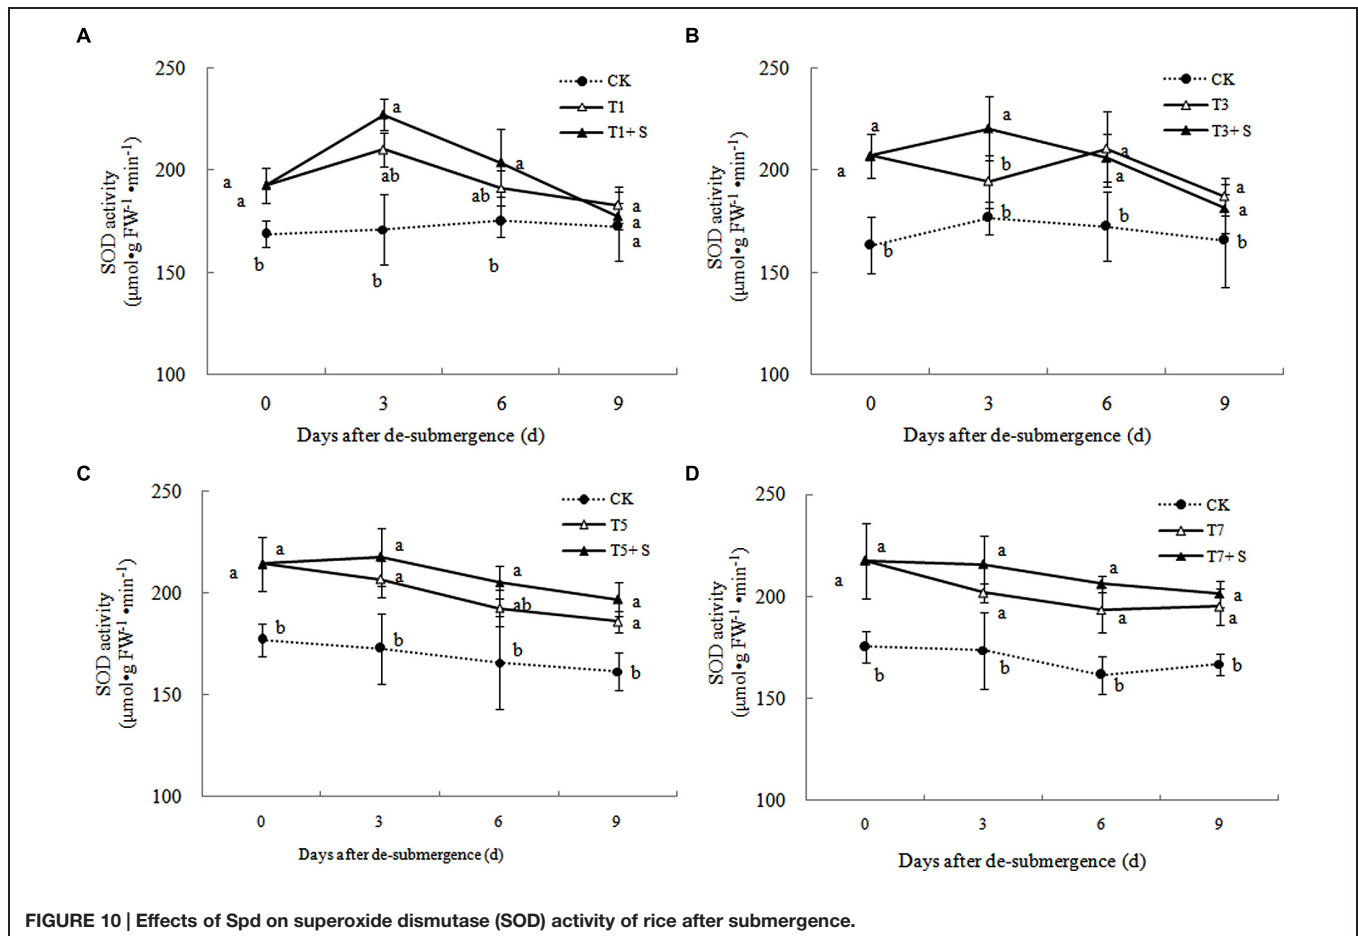 A
250
200
150
100
SOD activity
(µmol•g FW-1 •min-1)
CK
T1
T1+ S
a
a
b
a
ab
b
a
ab
b
a
a
a
0 3 6 9
Days after de-submergence (d)
B
250
200
150
100
SOD activity
(µmol•g FW-1 •min-1)
CK
T3
T3+ S
a
a
b
a
b
b
a
a
b
a
a
b
0 3 6 9
Days after de-submergence (d)
C
250
200
150
100
SOD activity
(µmol•g FW-1 •min-1)
CK
T5
T5+ S
a
a
b
a
a
b
a
ab
b
a
a
b
0 3 6 9
Days after de-submergence (d)
D
250
200
150
100
SOD activity
(µmol•g FW-1 •min-1)
CK
T7
T7+ S
a
a
b
a
a
b
a
a
b
a
a
b
0 3 6 9
Days after de-submergence (d)
FIGURE 10 | Effects of Spd on superoxide dismutase (SOD) activity of rice after submergence.